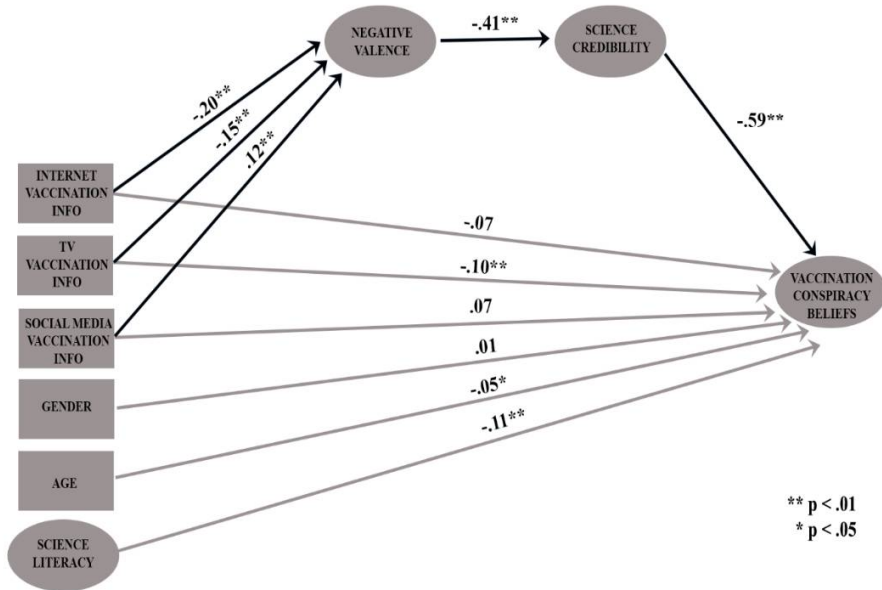 NEGATIVE
VALENCE
-.41**
SCIENCE
CREDIBILITY
-.20**
-.15**
.12**
-.59**
INTERNET
VACCINATION
INFO
-.07
TV
VACCINATION
INFO
-.10**
VACCINATION
CONSPIRACY
BELIEFS
SOCIAL MEDIA
VACCINATION
INFO
.07
.01
GENDER
-.05*
-.11**
AGE
** p < .01
* p < .05
SCIENCE
LITERACY